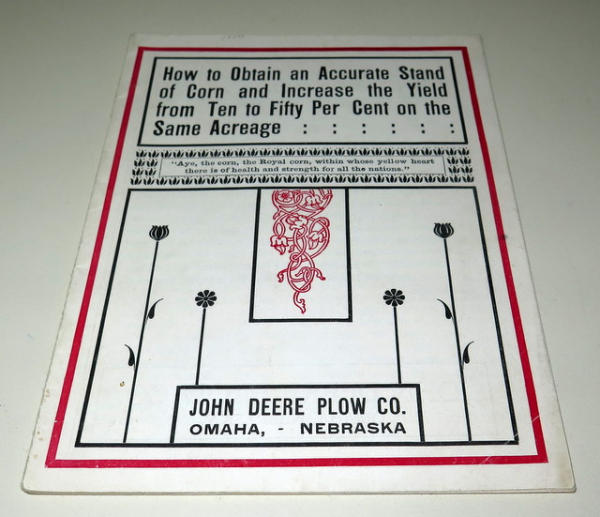 How to Obtain an Accurate Stand
of Corn and Increase the Yield
from Ten to Fifty Per Cent on the
Same Acreage : : : : : :
"Aye, the corn, the Royal corn, within whose yellow heart
there is of health and strength for all the nations."
JOHN DEERE PLOW CO.
OMAHA, - NEBRASKA